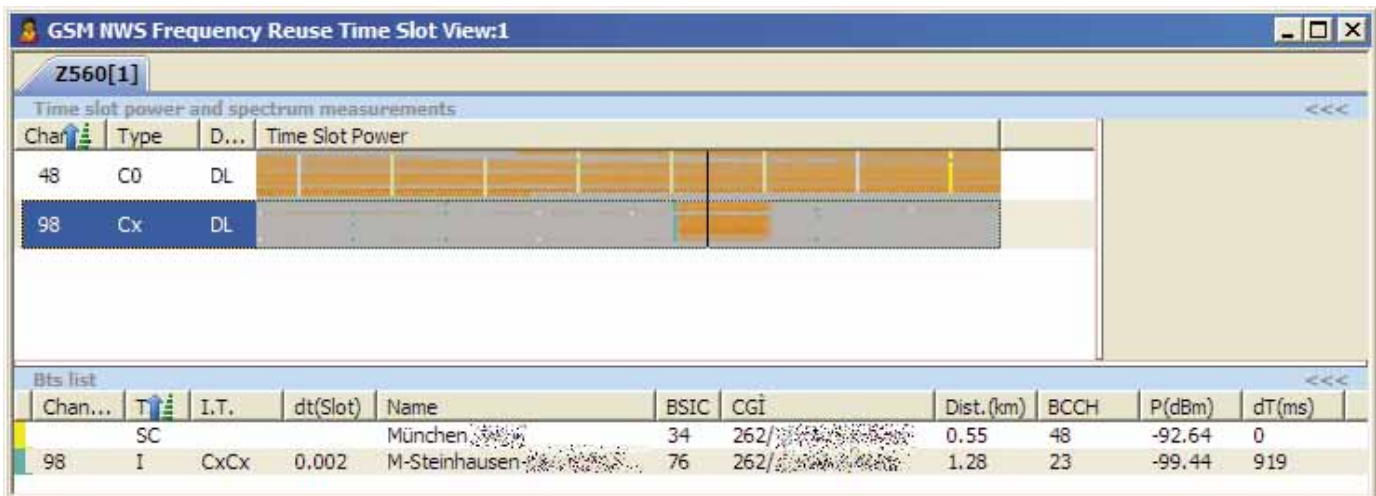 GSM NWS Frequency Reuse Time Slot View:1
Z560[1]
Time slot power and spectrum measurements <<<
Chan Type D... Time Slot Power
48 C0 DL
98 Cx DL
Bts list <<<
Chan... T I.T. dt(Slot) Name BSIC CGÌ Dist.(km) BCCH P(dBm) dT(ms)
SC München 34 262/ 0.55 48 -92.64 0
98 I CxCx 0.002 M-Steinhausen- ... 76 262/ 1.28 23 -99.44 919